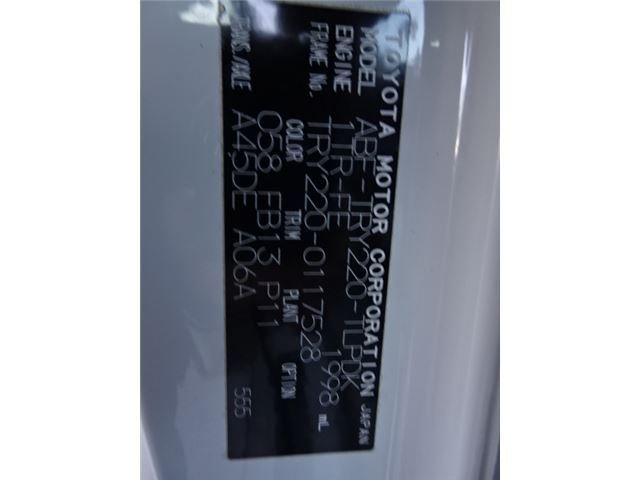 TOYOTA MOTOR CORPORATION JAPAN
MODEL ABF-TRY220-TLPDK
ENGINE 1TR-FE 1998 mL
FRAME No. TRY220-0117528
COLOR TRIM PLANT OPTION
058 FB13 P11
TRANS./AXLE A45DE A06A 555